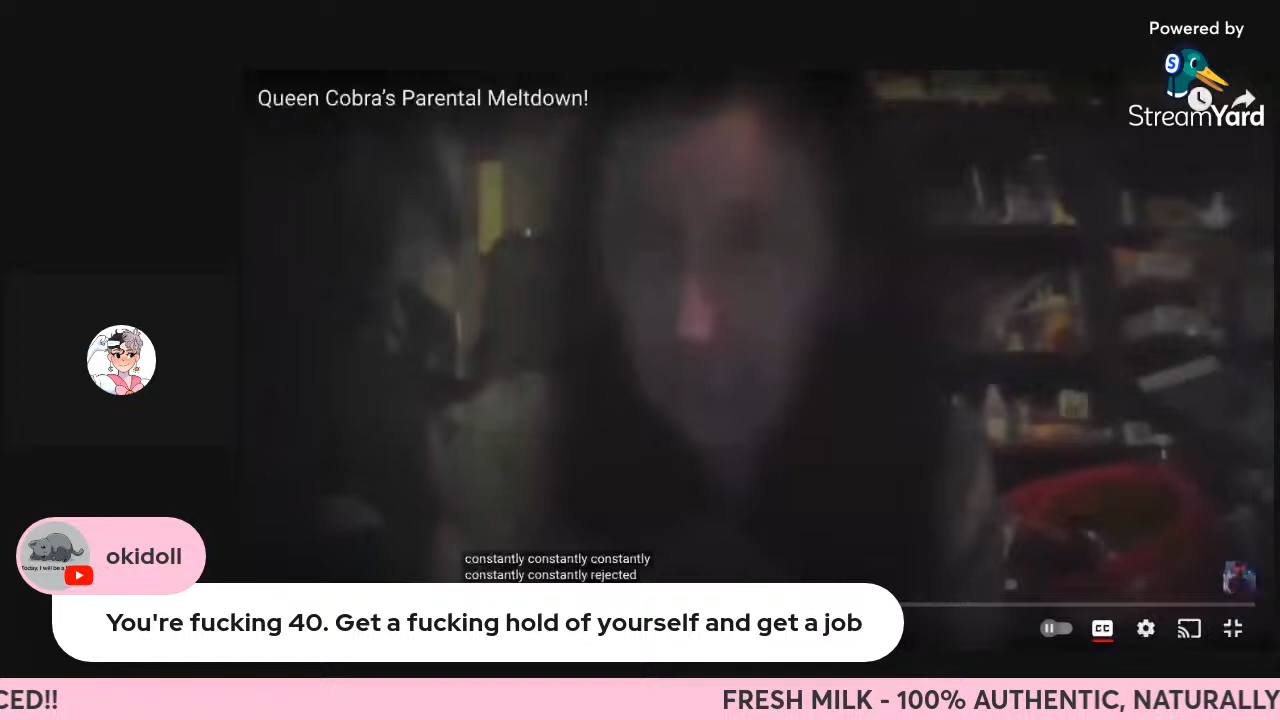 Powered by
S
StreamYard
Queen Cobra's Parental Meltdown!
constantly constantly constantly
constantly constantly rejected
CC
okidoll
You're fucking 40. Get a fucking hold of yourself and get a job
CED!! FRESH MILK - 100% AUTHENTIC, NATURALLY